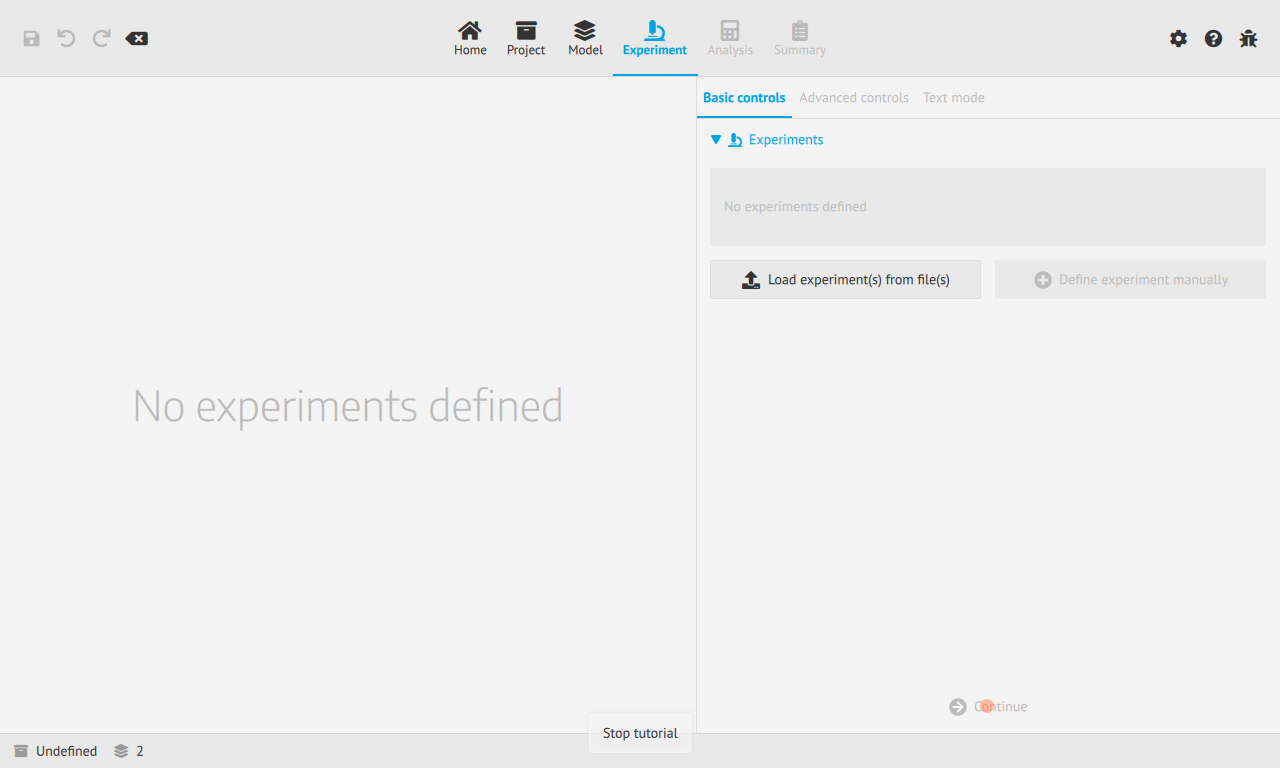 Home Project Model Experiment Analysis Summary
Basic controls Advanced controls Text mode
Experiments
No experiments defined
Load experiment(s) from file(s) Define experiment manually
No experiments defined
Continue
Stop tutorial
Undefined 2